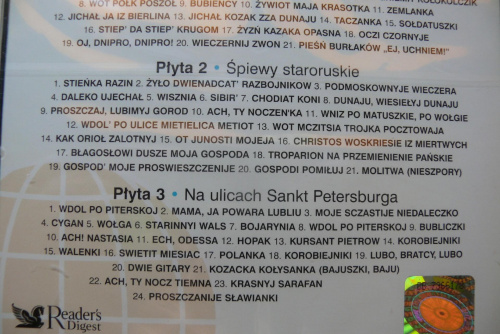 8. WOT POLK POSZOŁ 9. BUBIENCY 10. ŻYWIOT MAJA KRASOTKA 11. ZEMLANKA
12. JICHAŁ JA IZ BIERLINA 13. JICHAŁ KOZAK ZZA DUNAJU 14. TACZANKA 15. SOŁDATUSZKI
16. STIEP' DA STIEP' KRUGOM 17. ŻYZŃ KAZAKA OPASNA 18. OCZI CZORNYJE
19. OJ, DNIPRO, DNIPRO! 20. WIECZERNIJ ZWON 21. PIEŚŃ BURŁAKÓW „EJ, UCHNIEM!"
Płyta 2 • Śpiewy staroruskie
1. STIEŃKA RAZIN 2. ŻYŁO DWIENADCAT' RAZBOJNIKOW 3. PODMOSKOWNYJE WIECZERA
4. DALEKO UJECHAŁ 5. WISZNIA 6. SIBIR' 7. CHODIAT KONI 8. DUNAJU, WIESIEŁYJ DUNAJU
9. PROSZCZAJ, LUBIMYJ GOROD 10. ACH, TY NOCZEN'KA 11. WNIZ PO MATUSZKIE, PO WOŁGIE
12. WDOL' PO ULICE MIETIELICA METIOT 13. WOT MCZITSIA TROJKA POCZTOWAJA
14. KAK ORIOŁ ZALOTNYJ 15. OT JUNOSTI MOJEJA 16. CHRISTOS WOSKRIESIE IZ MIERTWYCH
17. BŁAGOSŁOWI DUSZE MOJA GOSPODA 18. TROPARION NA PRZEMIENIENIE PAŃSKIE
19. GOSPOD' MOJE PROSWIESZCZENIJE 20. GOSPODI POMIŁUJ 21. MOLITWA (NIESZPORY)
Płyta 3 • Na ulicach Sankt Petersburga
1. WDOL PO PITERSKOJ 2. MAMA, JA POWARA LUBLIU 3. MOJE SCZASTIJE NIEDALECZKO
4. CYGAN 5. WOŁGA 6. STARINNYI WALS 7. BOJARYNIA 8. WDOL PO PITERSKOJ 9. BUBLICZKI
10. ACH! NASTASIA 11. ECH, ODESSA 12. HOPAK 13. KURSANT PIETROW 14. KOROBIEJNIKI
15. WALENKI 16. SWIETIT MIESIAC 17. POLANKA 18. KOROBIEJNIKI 19. LUBO, BRATCY, LUBO
20. DWIE GITARY 21. KOZACKA KOŁYSANKA (BAJUSZKI, BAJU)
22. ACH, TY NOCZ TIEMNA 23. KRASNYJ SARAFAN
24. PROSZCZANIJE SŁAWIANKI
Reader's
Digest